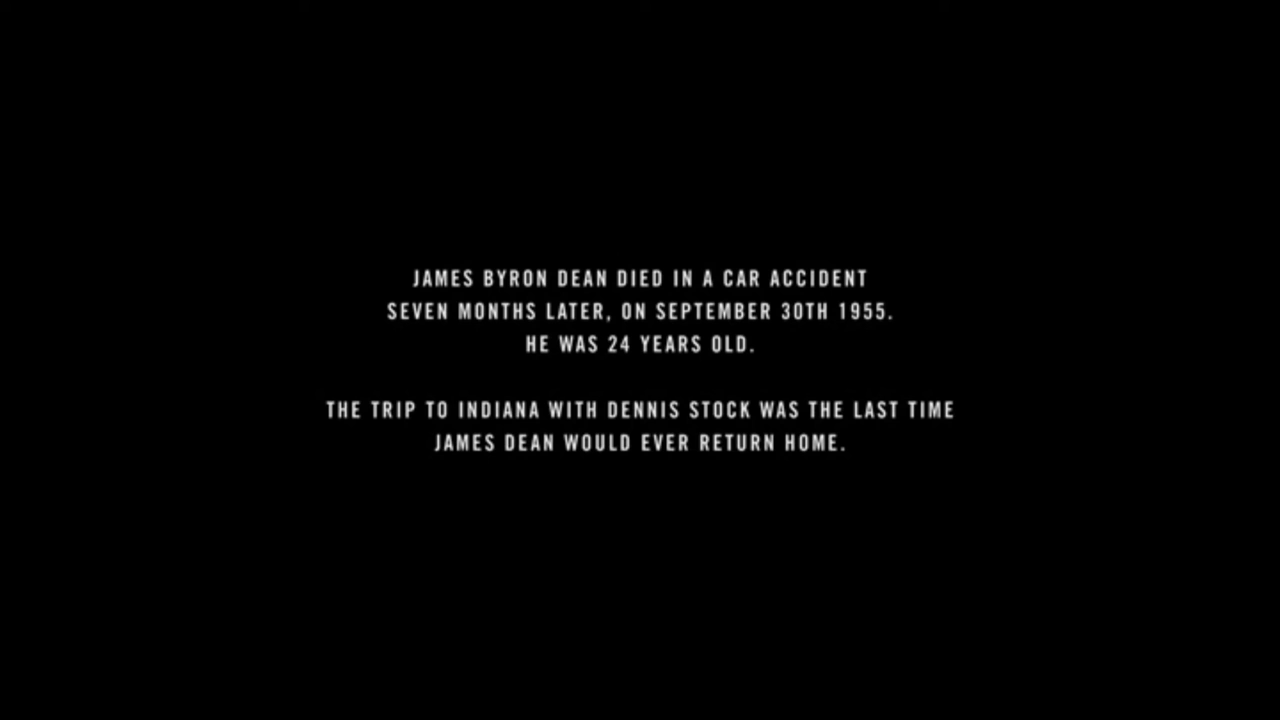 JAMES BYRON DEAN DIED IN A CAR ACCIDENT
SEVEN MONTHS LATER, ON SEPTEMBER 30TH 1955.
HE WAS 24 YEARS OLD.
THE TRIP TO INDIANA WITH DENNIS STOCK WAS THE LAST TIME
JAMES DEAN WOULD EVER RETURN HOME.